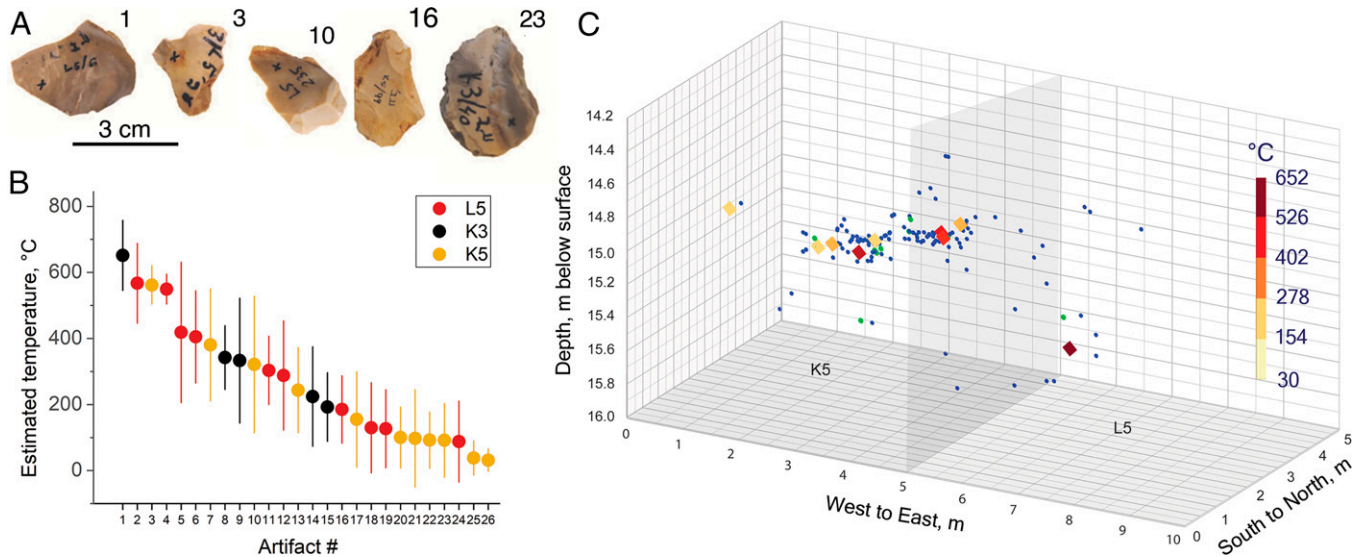 A
1
3
10
16
23
3 cm
K3/40
L5
235
B
Estimated temperature, °C
800
600
400
200
0
L5
K3
K5
1 2 3 4 5 6 7 8 9 10 11 12 13 14 15 16 17 18 19 20 21 22 23 24 25 26
Artifact #
C
Depth, m below surface
14.2
14.4
14.6
14.8
15.0
15.2
15.4
15.6
15.8
16.0
K5
L5
0 1 2 3 4 5 6 7 8 9 10
West to East, m
0 1 2 3 4 5
South to North, m
°C
652
526
402
278
154
30